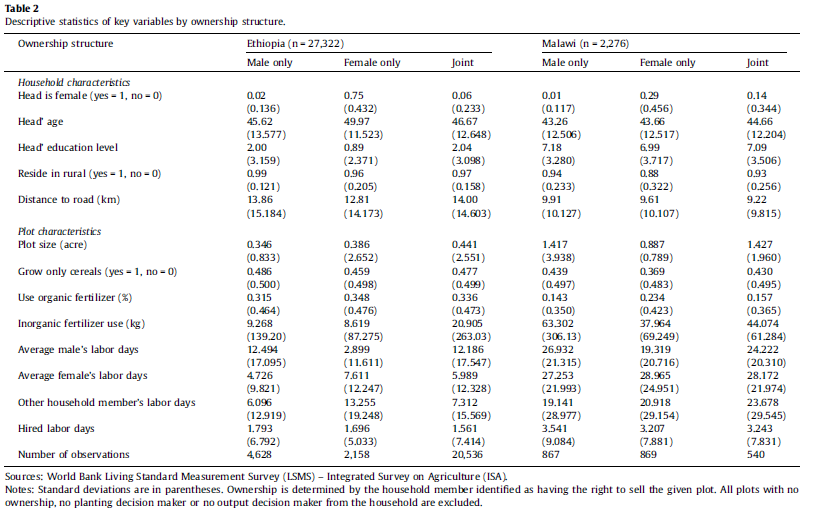 Table 2
Descriptive statistics of key variables by ownership structure.
Ownership structure Ethiopia (n = 27,322) Malawi (n = 2,276)
Male only Female only Joint Male only Female only Joint
Household characteristics
Head is female (yes = 1, no = 0) 0.02 0.75 0.06 0.01 0.29 0.14
(0.136) (0.432) (0.233) (0.117) (0.456) (0.344)
Head' age 45.62 49.97 46.67 43.26 43.66 44.66
(13.577) (11.523) (12.648) (12.506) (12.517) (12.204)
Head' education level 2.00 0.89 2.04 7.18 6.99 7.09
(3.159) (2.371) (3.098) (3.280) (3.717) (3.506)
Reside in rural (yes = 1, no = 0) 0.99 0.96 0.97 0.94 0.88 0.93
(0.121) (0.205) (0.158) (0.233) (0.322) (0.256)
Distance to road (km) 13.86 12.81 14.00 9.91 9.61 9.22
(15.184) (14.173) (14.603) (10.127) (10.107) (9.815)
Plot characteristics
Plot size (acre) 0.346 0.386 0.441 1.417 0.887 1.427
(0.833) (2.652) (2.551) (3.938) (0.789) (1.960)
Grow only cereals (yes = 1, no = 0) 0.486 0.459 0.477 0.439 0.369 0.430
(0.500) (0.498) (0.499) (0.497) (0.483) (0.495)
Use organic fertilizer (%) 0.315 0.348 0.336 0.143 0.234 0.157
(0.464) (0.476) (0.473) (0.350) (0.423) (0.365)
Inorganic fertilizer use (kg) 9.268 8.619 20.905 63.302 37.964 44.074
(139.20) (87.275) (263.03) (306.13) (69.249) (61.284)
Average male's labor days 12.494 2.899 12.186 26.932 19.319 24.222
(17.095) (11.611) (17.547) (21.315) (20.716) (20.310)
Average female's labor days 4.726 7.611 5.989 27.253 28.965 28.172
(9.821) (12.247) (12.328) (21.993) (24.951) (21.974)
Other household member's labor days 6.096 13.255 7.312 19.141 20.918 23.678
(12.919) (19.248) (15.569) (28.977) (29.154) (29.545)
Hired labor days 1.793 1.696 1.561 3.541 3.207 3.243
(6.792) (5.033) (7.414) (9.084) (7.881) (7.831)
Number of observations 4,628 2,158 20,536 867 869 540
Sources: World Bank Living Standard Measurement Survey (LSMS) – Integrated Survey on Agriculture (ISA).
Notes: Standard deviations are in parentheses. Ownership is determined by the household member identified as having the right to sell the given plot. All plots with no
ownership, no planting decision maker or no output decision maker from the household are excluded.